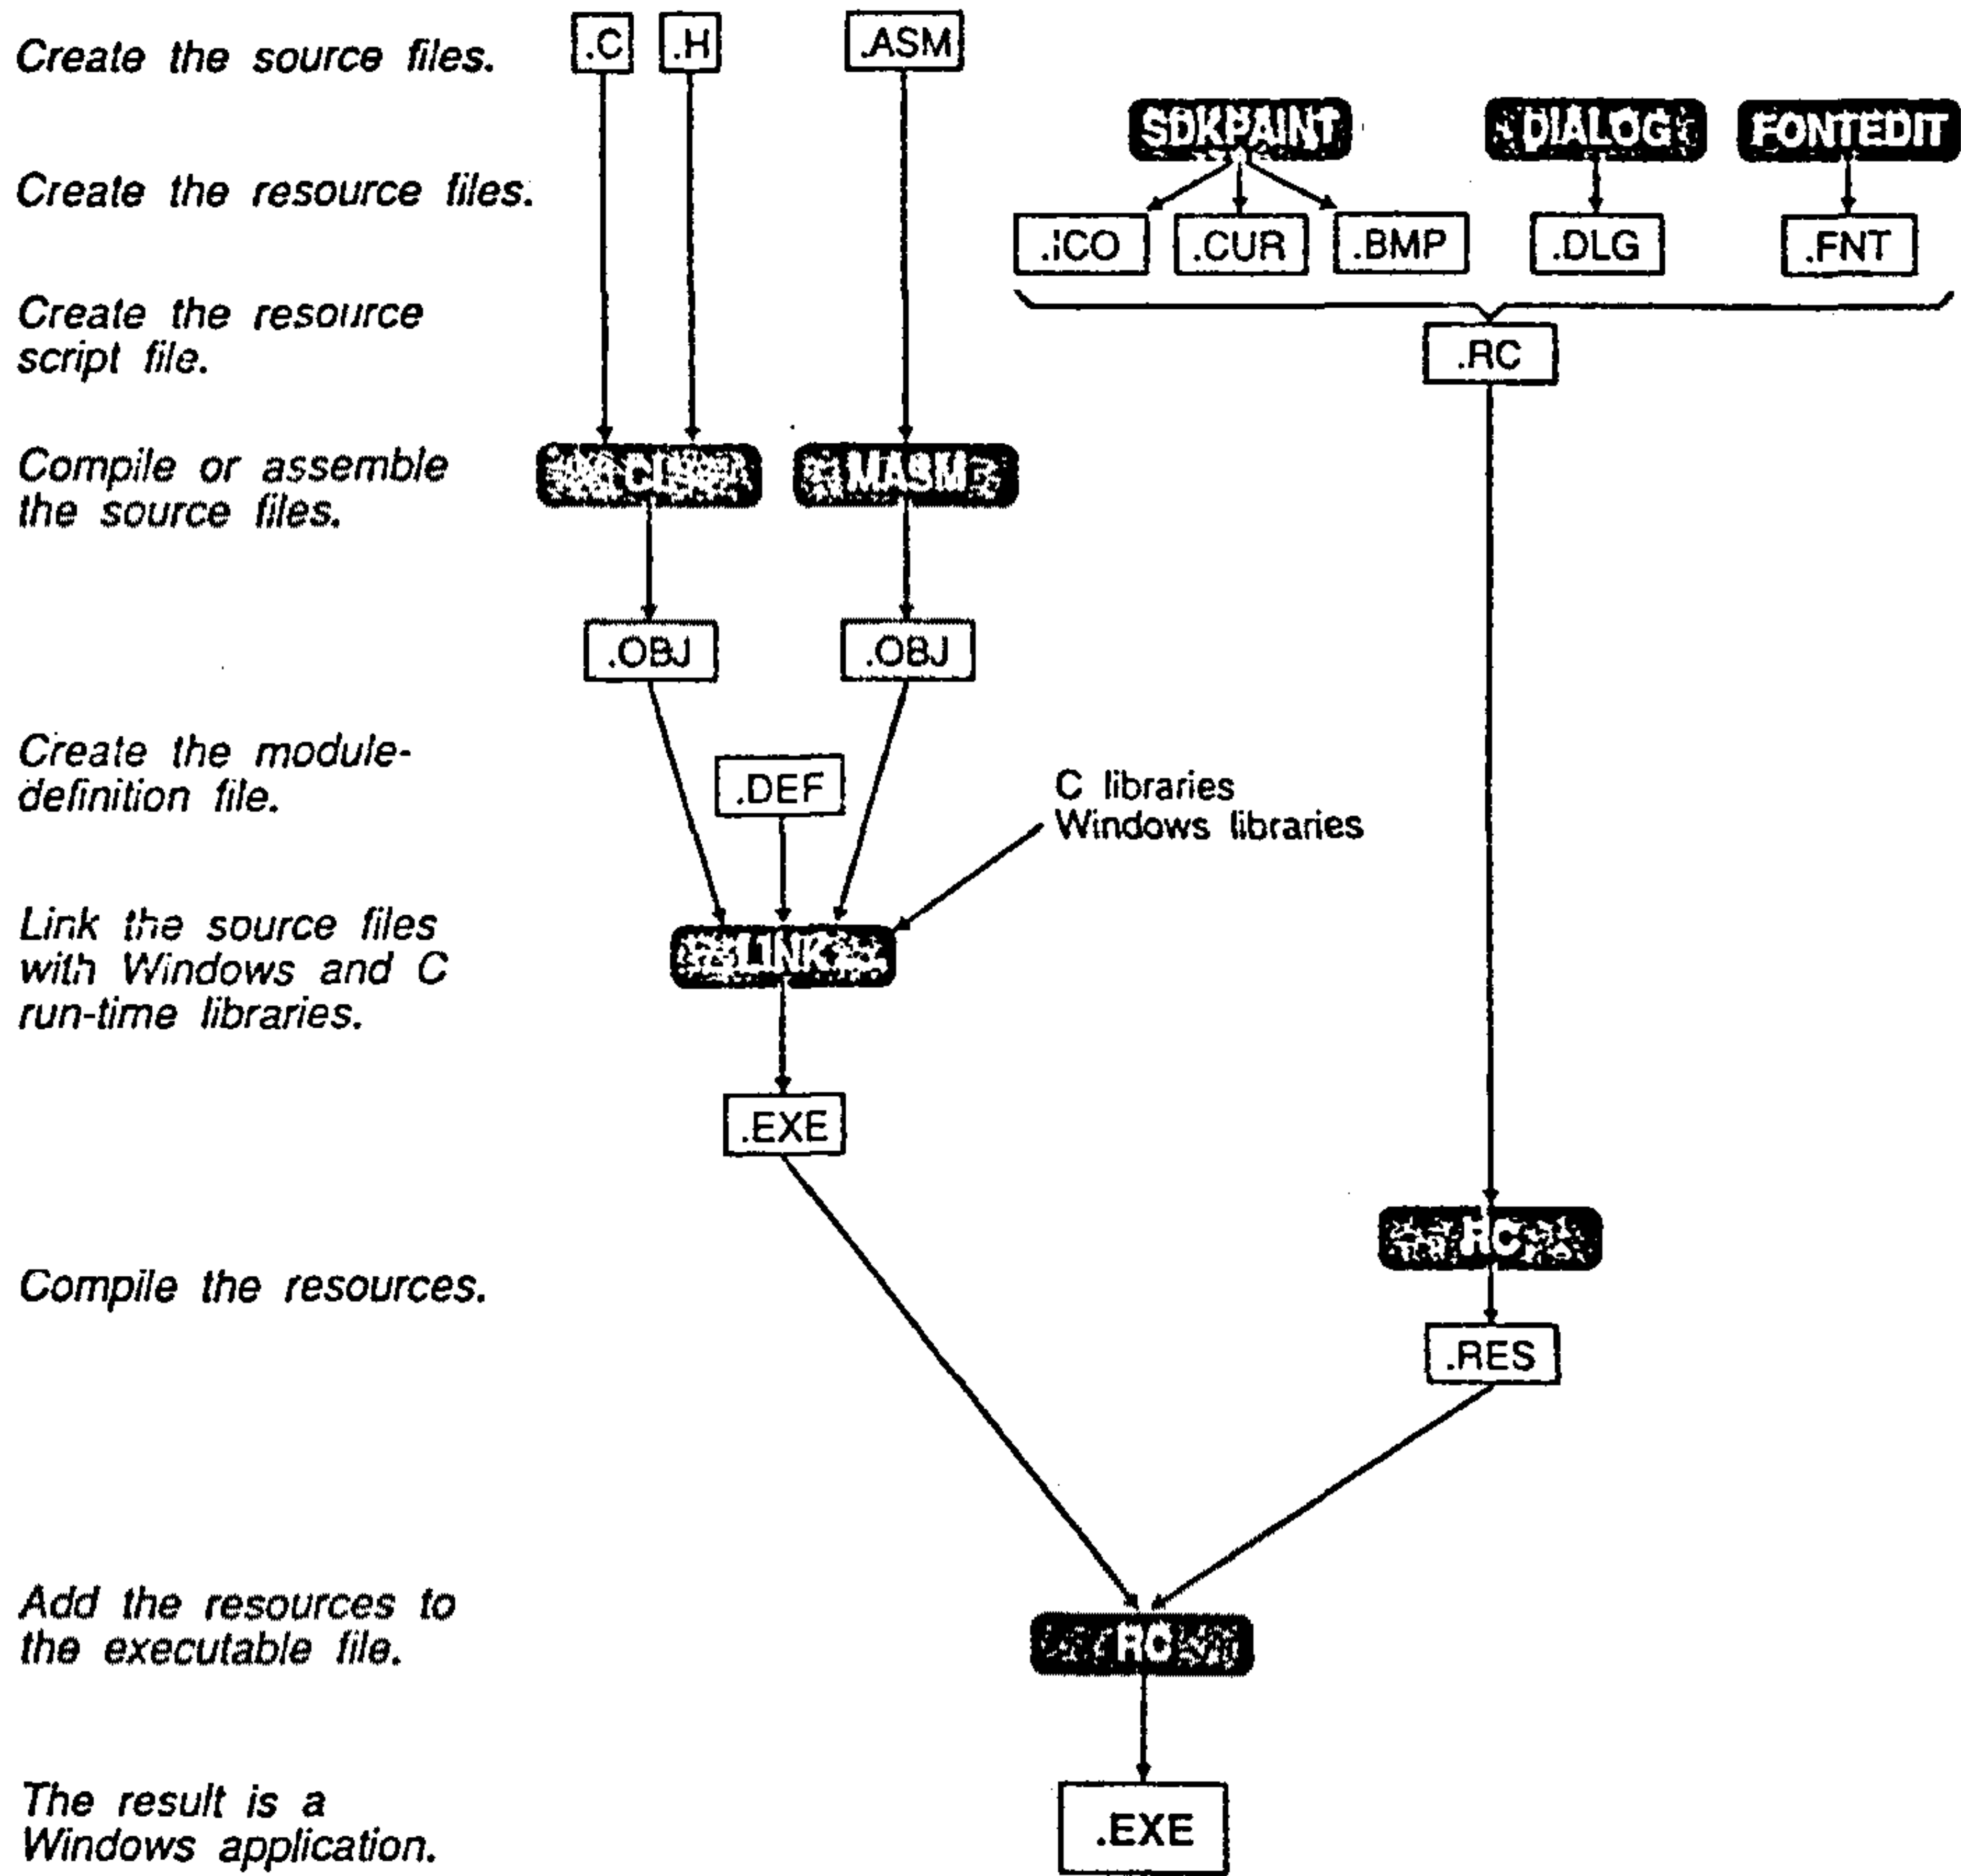 Create the source files.
.C .H .ASM
SDKPAINT DIALOG FONTEDIT
Create the resource files.
.ICO .CUR .BMP .DLG .FNT
Create the resource
script file.
.RC
Compile or assemble
the source files.
CL MASM
.OBJ .OBJ
Create the module-
definition file.
.DEF
C libraries
Windows libraries
Link the source files
with Windows and C
run-time libraries.
LINK
.EXE
RC
Compile the resources.
.RES
Add the resources to
the executable file.
RC
The result is a
Windows application.
.EXE